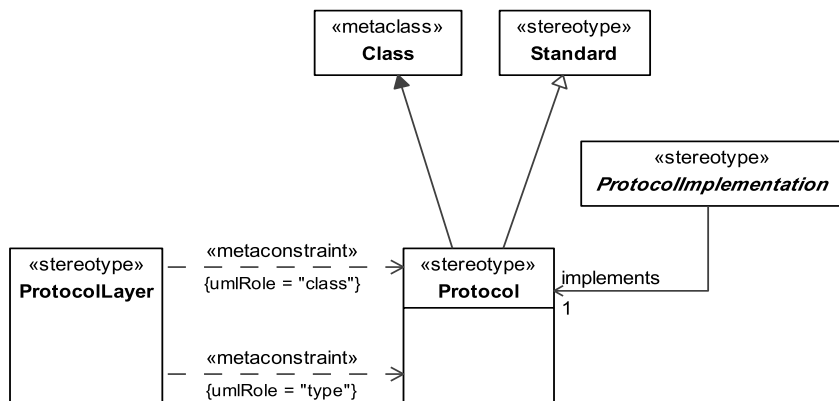 «metaclass»
Class
«stereotype»
Standard
«stereotype»
ProtocolImplementation
«stereotype»
ProtocolLayer
«metaconstraint»
{umlRole = "class"}
«stereotype»
Protocol
implements
1
«metaconstraint»
{umlRole = "type"}